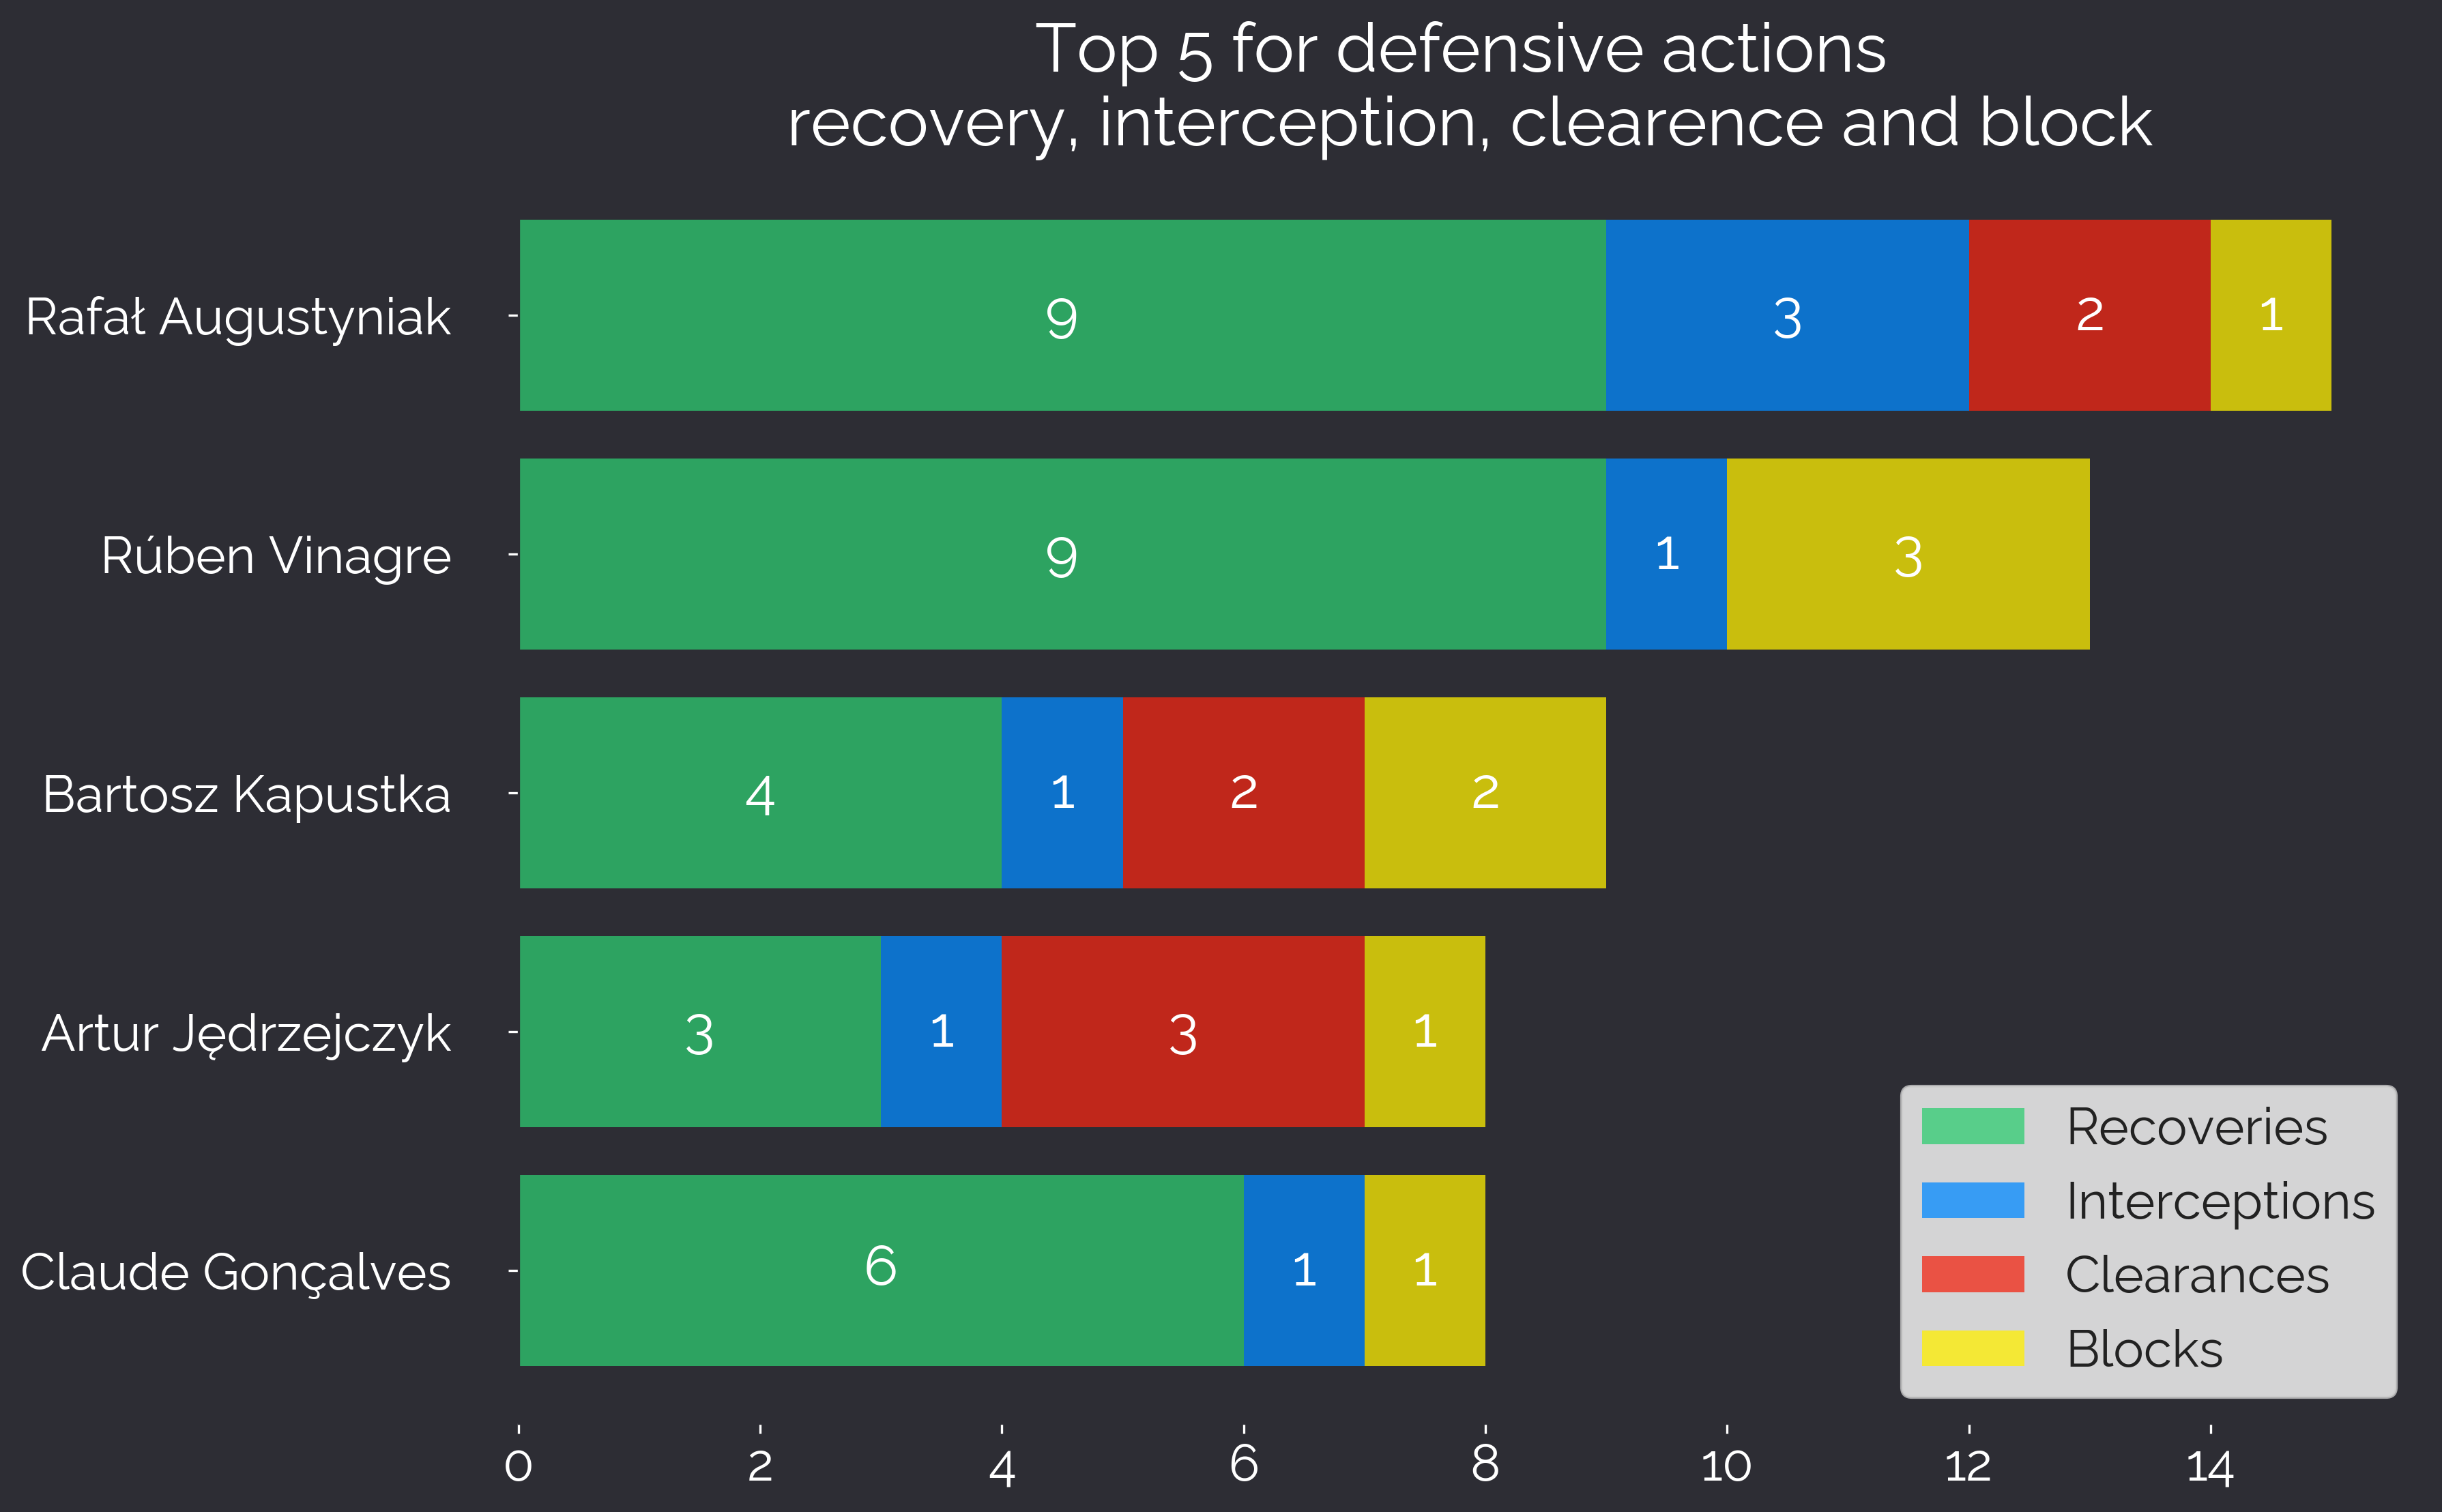 Top 5 for defensive actions
recovery, interception, clearence and block
Rafał Augustyniak
9 3 2 1
Rúben Vinagre
9 1 3
Bartosz Kapustka
4 1 2 2
Artur Jędrzejczyk
3 1 3 1
Claude Gonçalves
6 1 1
Recoveries
Interceptions
Clearances
Blocks
0 2 4 6 8 10 12 14